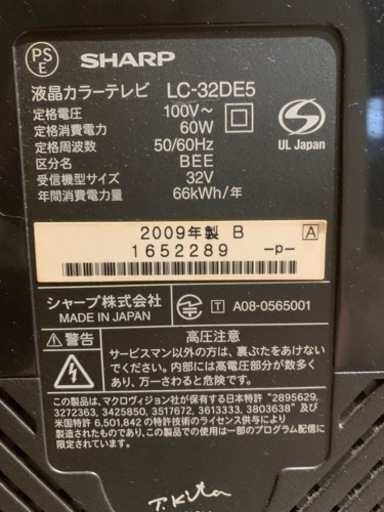 PS E
SHARP
液晶カラーテレビ LC-32DE5
定格電圧 100V~
定格消費電力 60W
定格周波数 50/60Hz
区分名 BEE
受信機型サイズ 32V
年間消費電力量 66kWh/年
UL Japan
2009年製 B A
1652289 -p-
シャープ株式会社
MADE IN JAPAN
T A08-0565001
警告 高圧注意
サービスマン以外の方は、裏ぶたをあけないで
ください。内部には高電圧部分が数多く
あり、万一さわると危険です。
この製品は、マクロヴィジョン社が保有する日本特許 "2895629,
3272363, 3425850, 3517672, 3613333, 3803638" 及び
米国特許 6,501,842 の特許技術ライセンス供与により
製造しています。この製品での使用は一般プログラム配信に
限定されています。
T.Kita